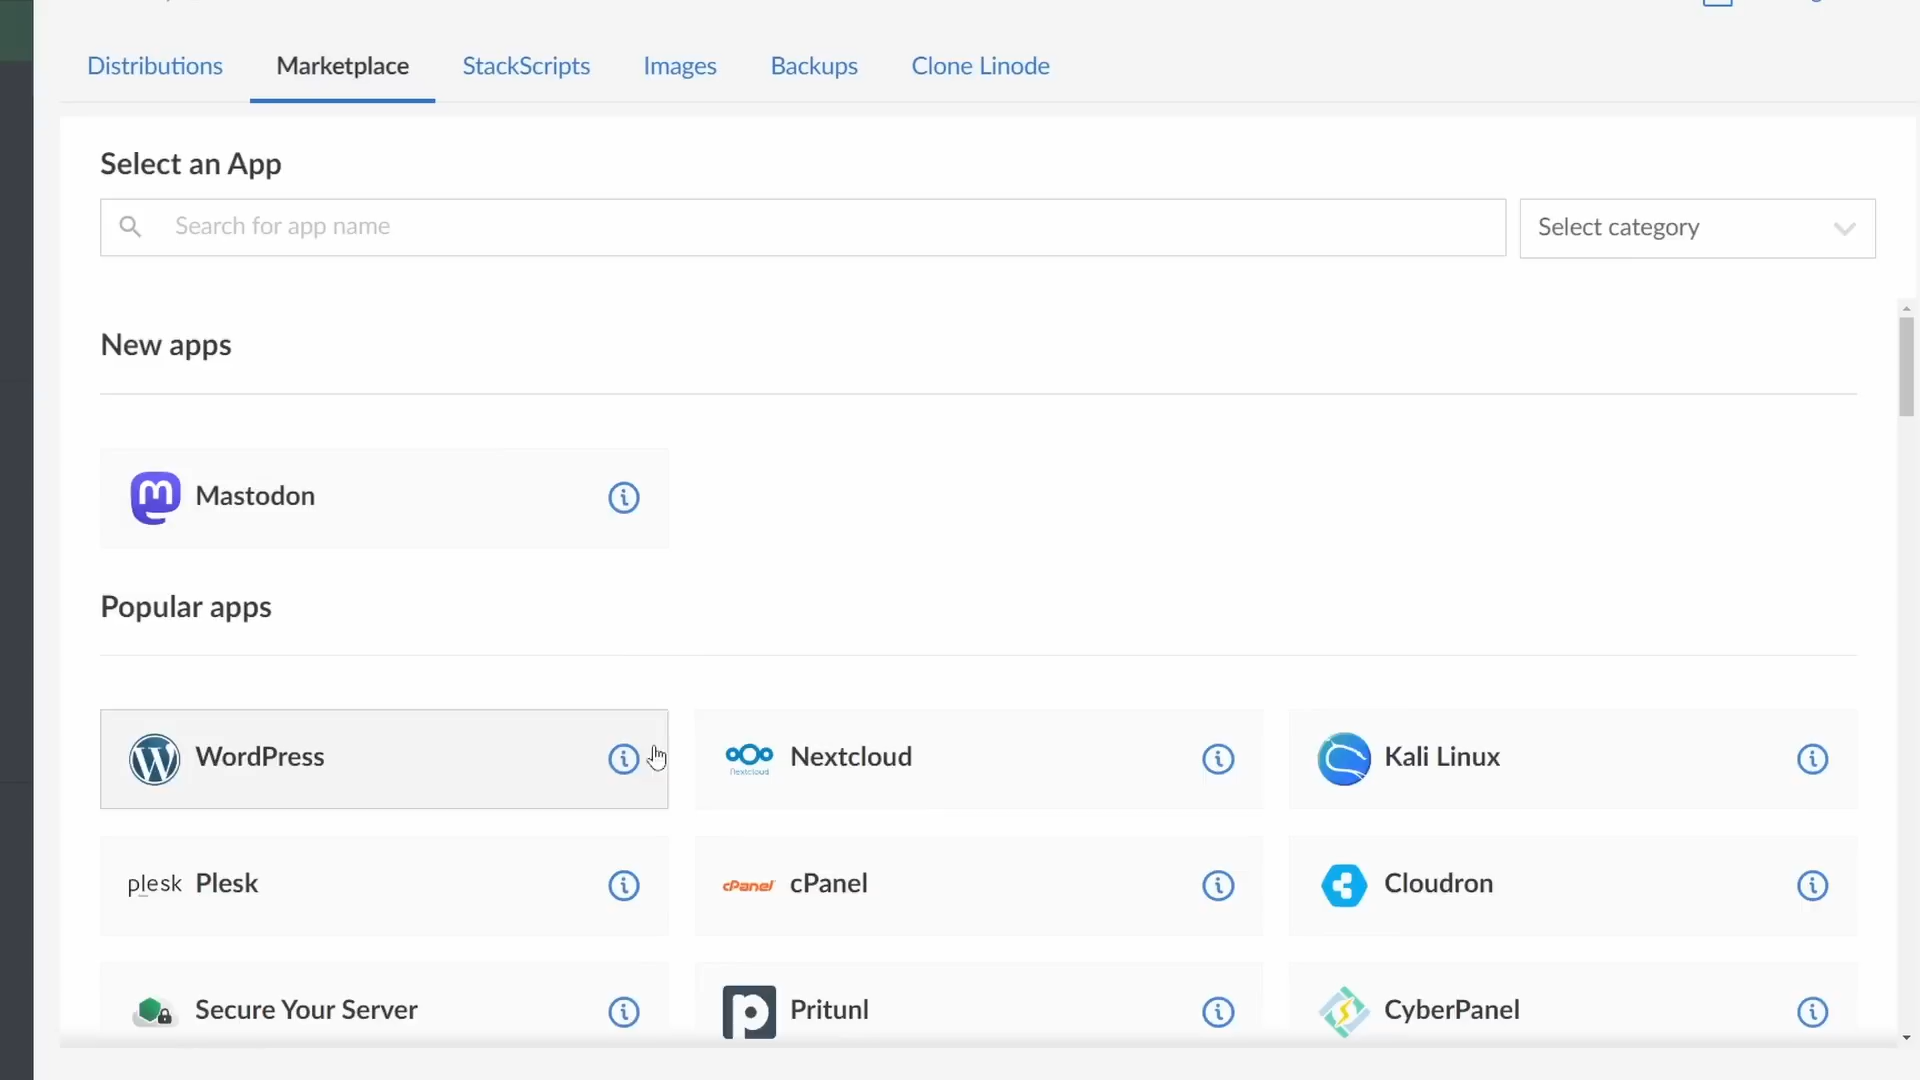 Distributions Marketplace StackScripts Images Backups Clone Linode
Select an App
Search for app name Select category
New apps
Mastodon
Popular apps
WordPress Nextcloud Kali Linux
nextcloud
plesk Plesk cPanel cPanel Cloudron
Secure Your Server Pritunl CyberPanel